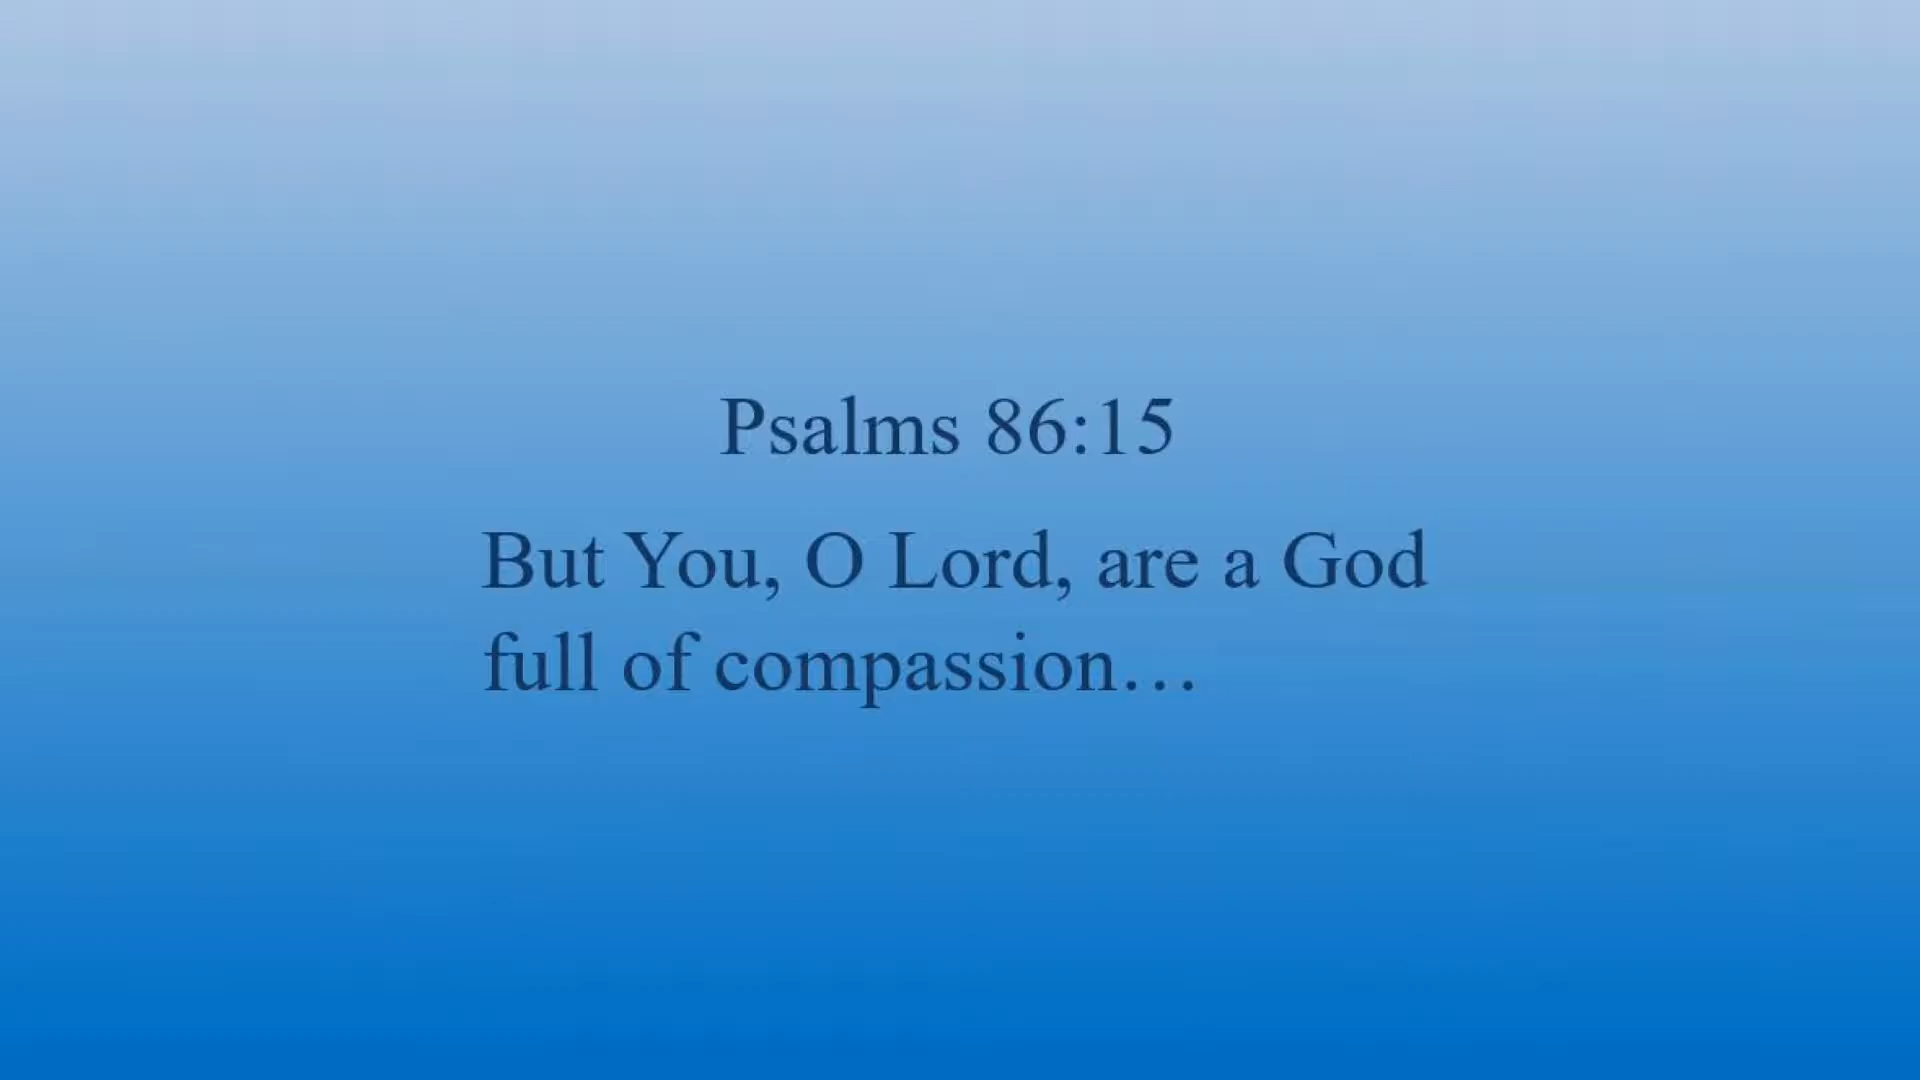 Psalms 86:15
But You, O Lord, are a God
full of compassion…